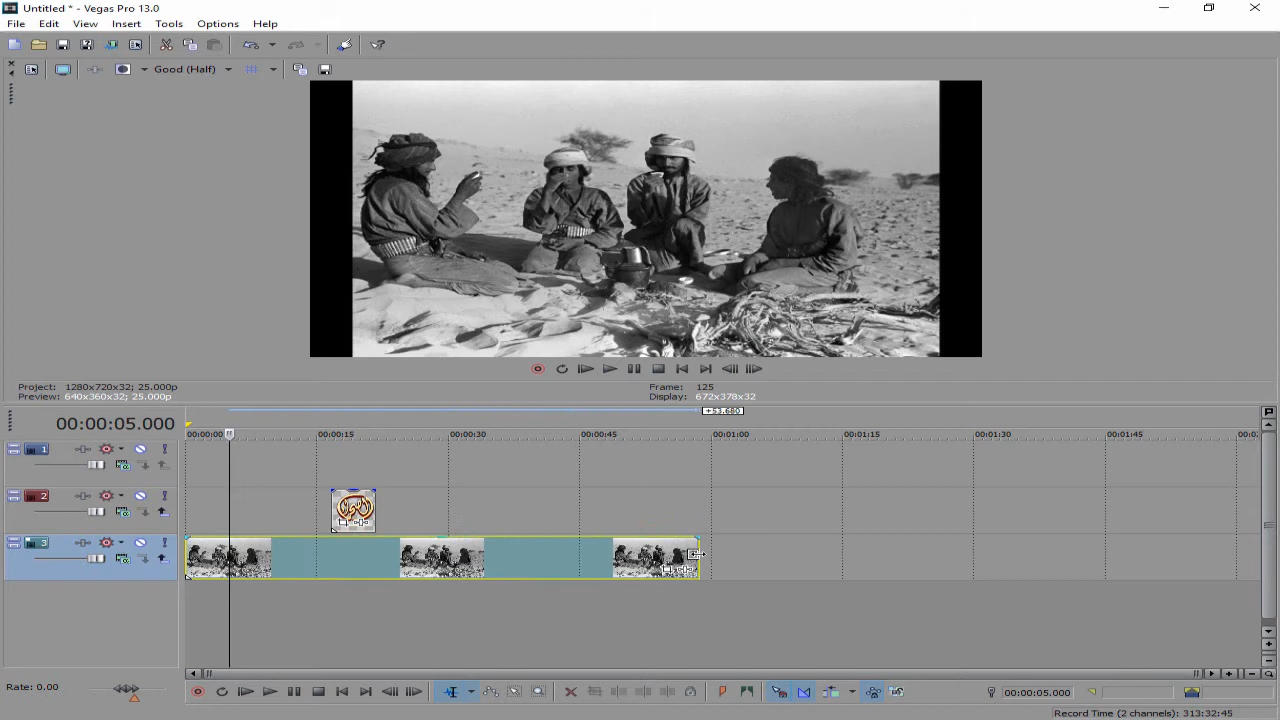 Untitled * - Vegas Pro 13.0
File Edit View Insert Tools Options Help
Good (Half)
Project: 1280x720x32; 25.000p
Preview: 640x360x32; 25.000p
Frame: 125
Display: 672x378x32
00:00:05.000
+53.680
00:00:00 00:00:15 00:00:30 00:00:45 00:01:00 00:01:15 00:01:30 00:01:45
1
2
3
Rate: 0.00
00:00:05.000
Record Time (2 channels): 313:32:45